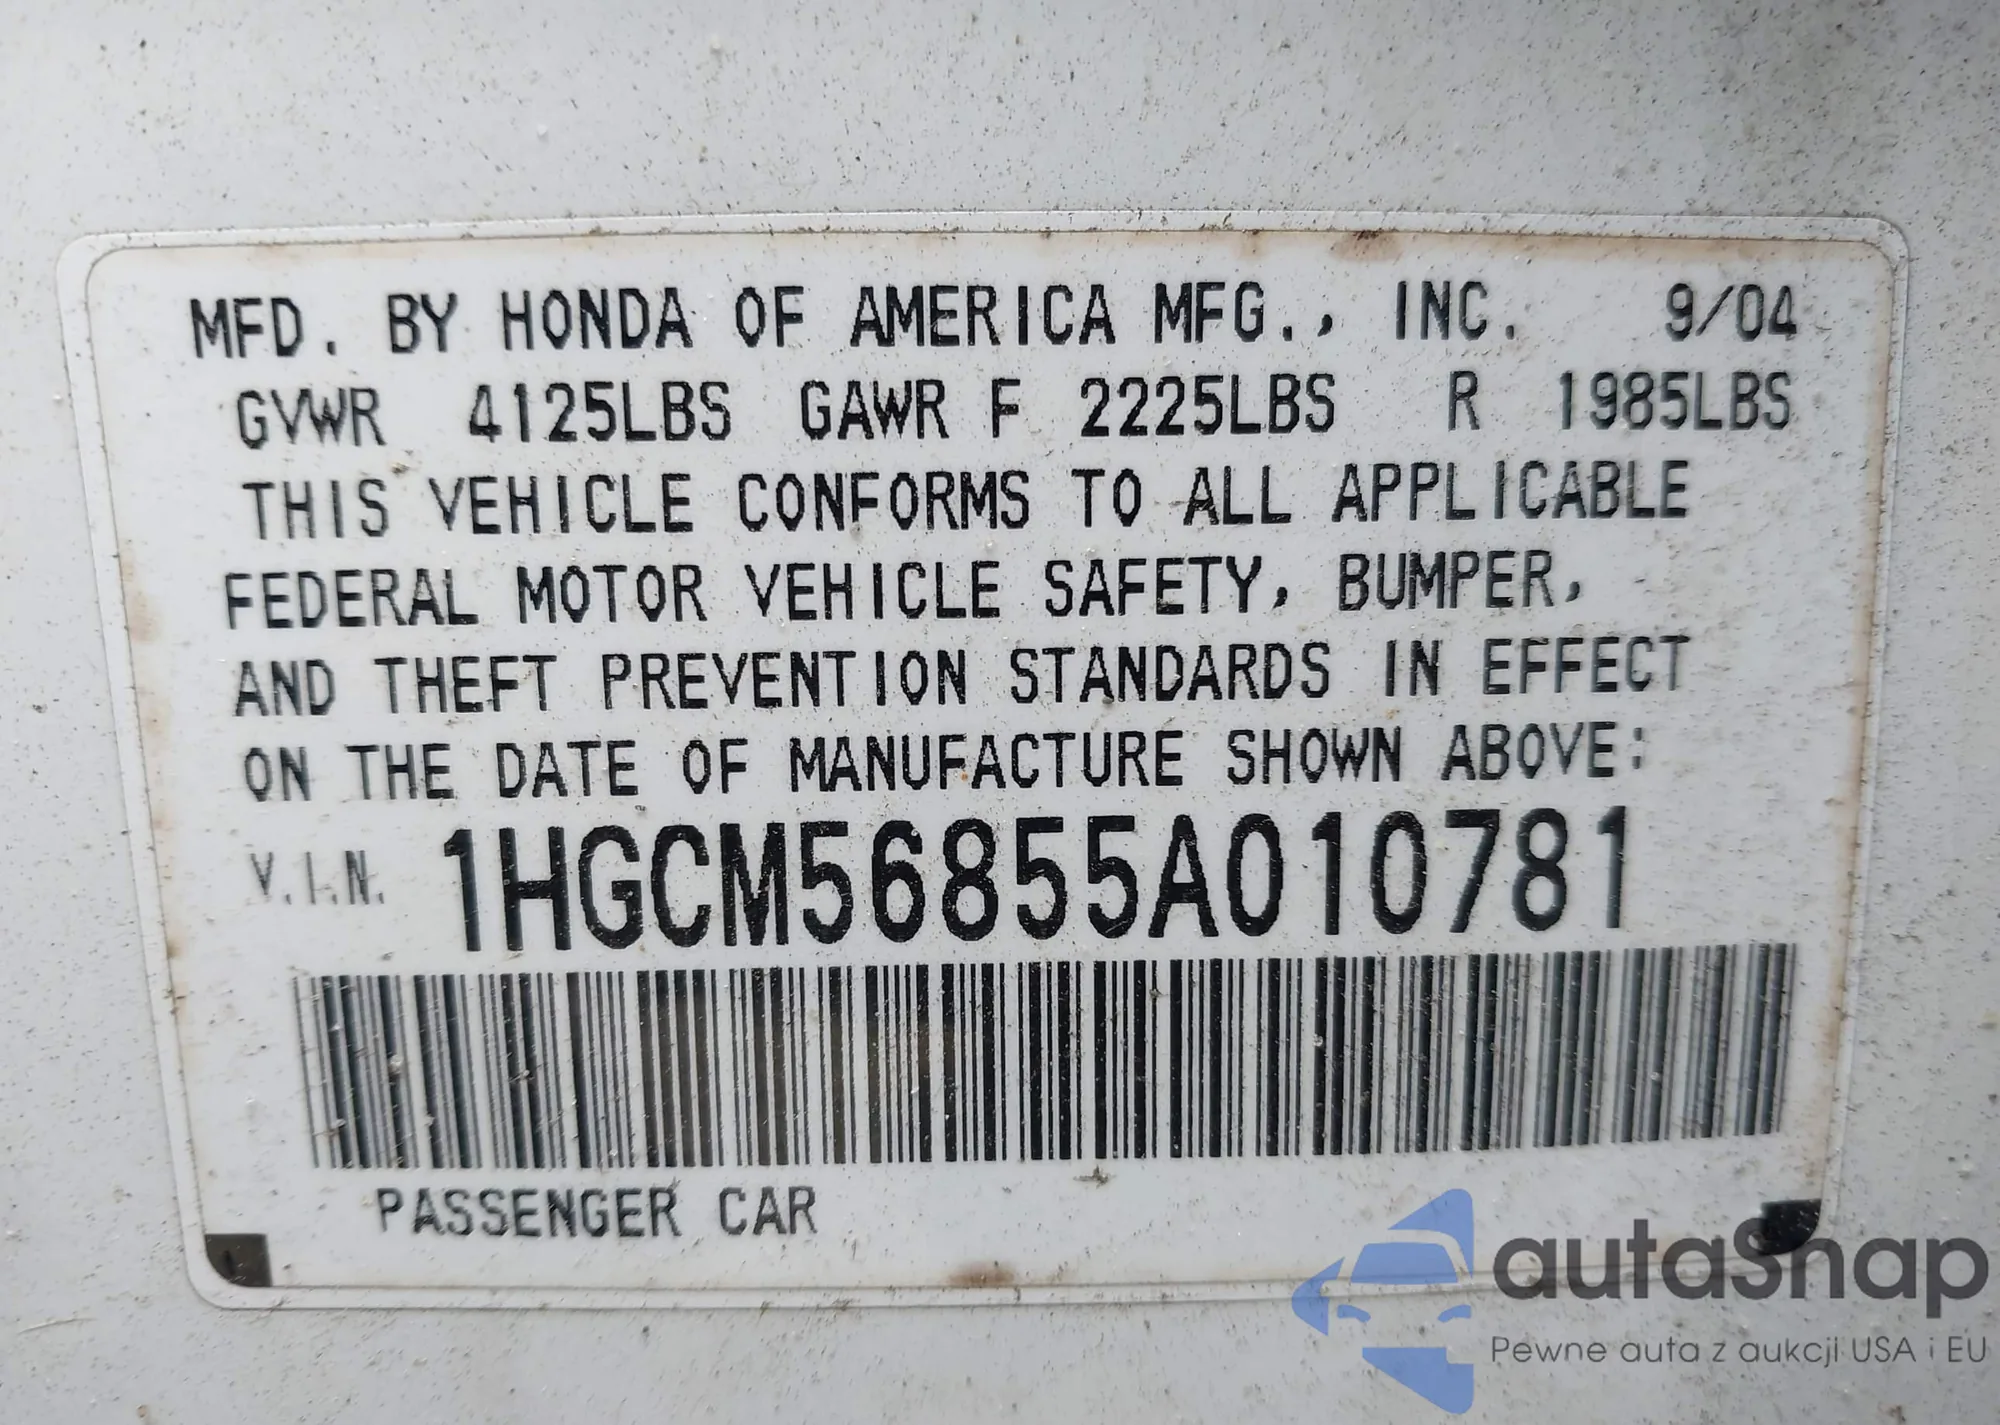 MFD. BY HONDA OF AMERICA MFG., INC. 9/04
GVWR 4125LBS GAWR F 2225LBS R 1985LBS
THIS VEHICLE CONFORMS TO ALL APPLICABLE
FEDERAL MOTOR VEHICLE SAFETY, BUMPER,
AND THEFT PREVENTION STANDARDS IN EFFECT
ON THE DATE OF MANUFACTURE SHOWN ABOVE:
V.I.N. 1HGCM56855A010781
PASSENGER CAR
autaSnap
Pewne auta z aukcji USA i EU